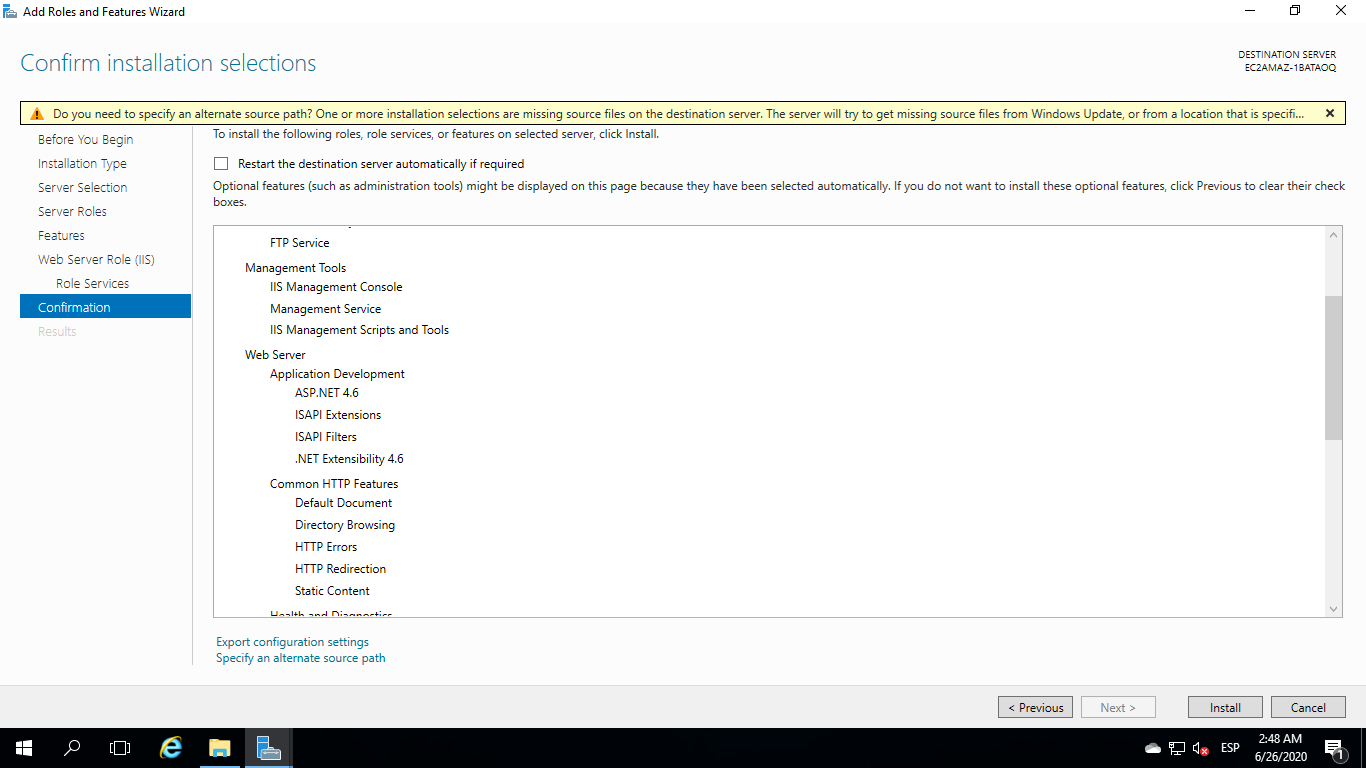 Add Roles and Features Wizard
Confirm installation selections
DESTINATION SERVER
EC2AMAZ-1BATAOQ
Do you need to specify an alternate source path? One or more installation selections are missing source files on the destination server. The server will try to get missing source files from Windows Update, or from a location that is specifi...
Before You Begin
Installation Type
Server Selection
Server Roles
Features
Web Server Role (IIS)
Role Services
Confirmation
Results
To install the following roles, role services, or features on selected server, click Install.
Restart the destination server automatically if required
Optional features (such as administration tools) might be displayed on this page because they have been selected automatically. If you do not want to install these optional features, click Previous to clear their check
boxes.
FTP Service
Management Tools
IIS Management Console
Management Service
IIS Management Scripts and Tools
Web Server
Application Development
ASP.NET 4.6
ISAPI Extensions
ISAPI Filters
.NET Extensibility 4.6
Common HTTP Features
Default Document
Directory Browsing
HTTP Errors
HTTP Redirection
Static Content
Health and Diagnostics
Export configuration settings
Specify an alternate source path
< Previous
Next >
Install
Cancel
ESP
2:48 AM
6/26/2020
1